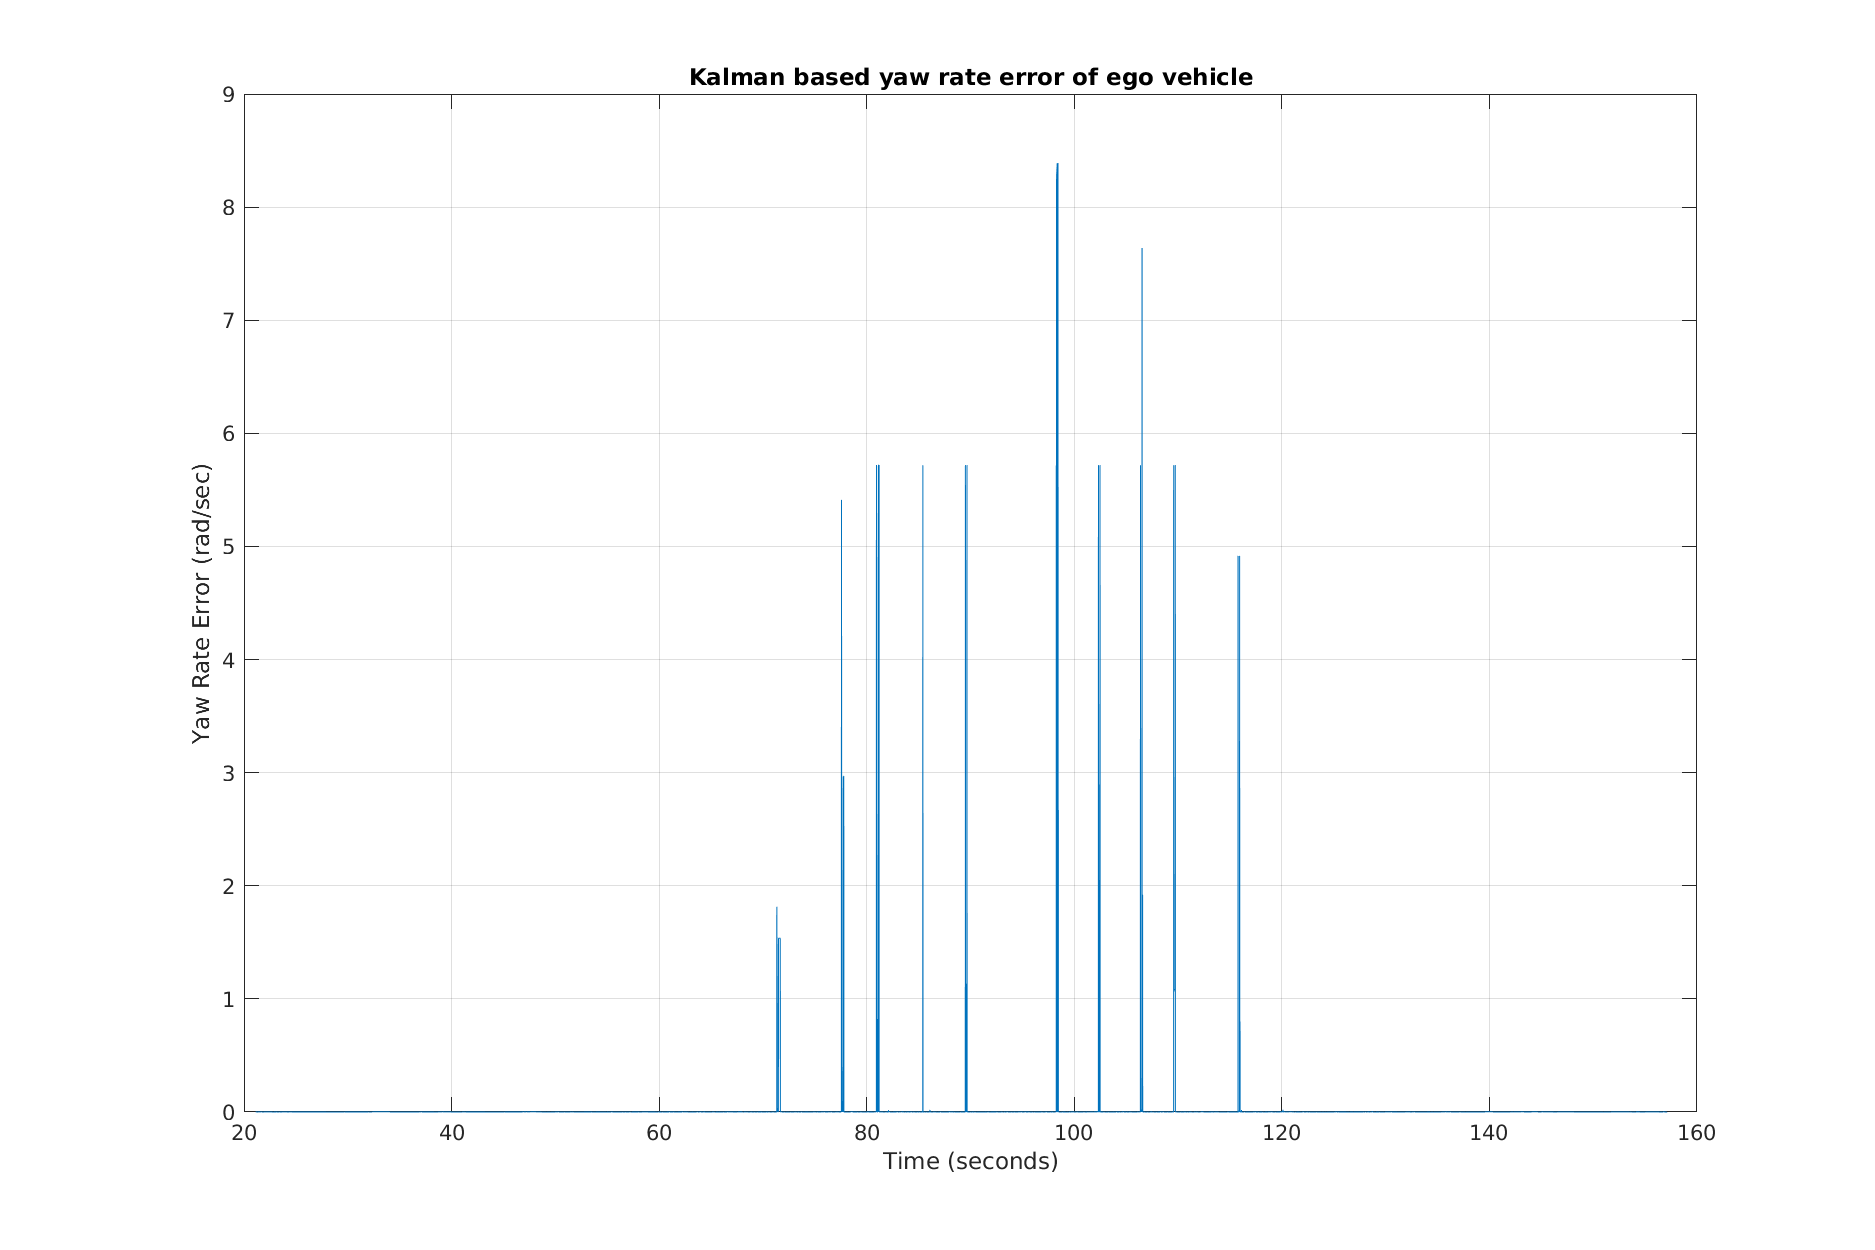 Kalman based yaw rate error of ego vehicle
9
8
7
6
5
4
3
2
1
0
Yaw Rate Error (rad/sec)
20 40 60 80 100 120 140 160
Time (seconds)